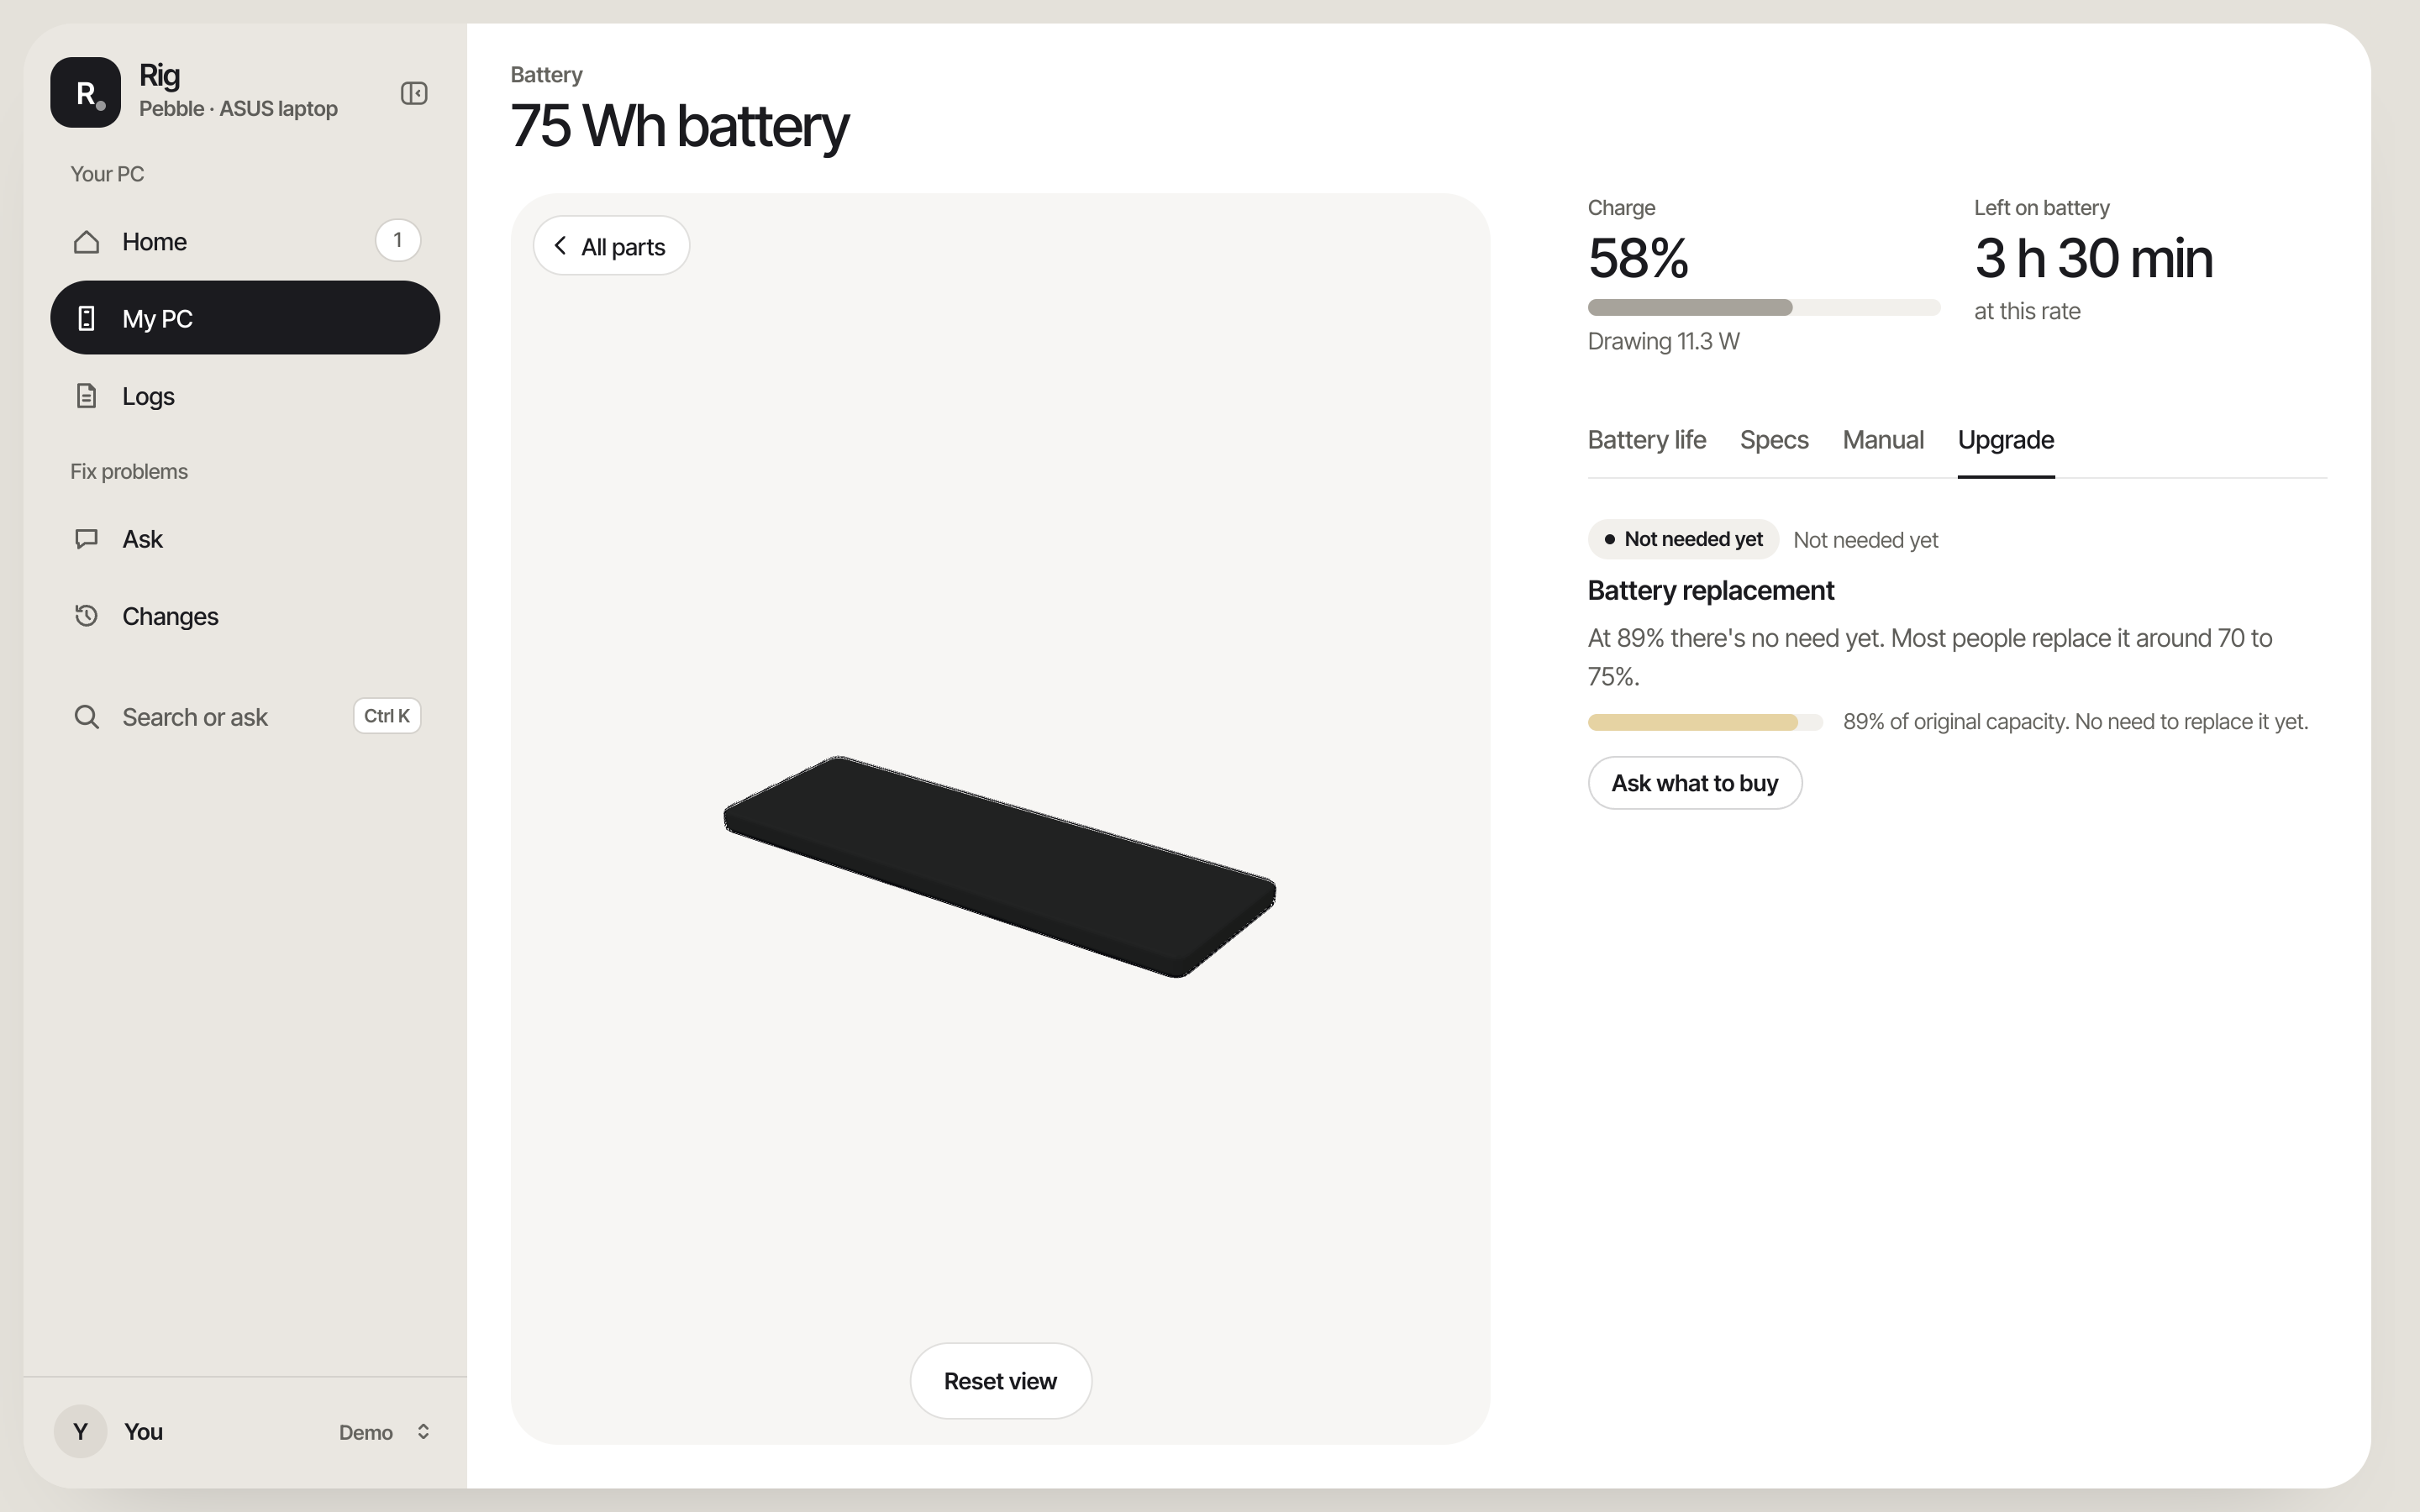 R.
Rig
Pebble · ASUS laptop
Your PC
Home
1
My PC
Logs
Fix problems
Ask
Changes
Search or ask
Ctrl K
Y
You
Demo
Battery
75 Wh battery
All parts
Reset view
Charge
58%
Drawing 11.3 W
Left on battery
3 h 30 min
at this rate
Battery life
Specs
Manual
Upgrade
Not needed yet
Not needed yet
Battery replacement
At 89% there's no need yet. Most people replace it around 70 to
75%.
89% of original capacity. No need to replace it yet.
Ask what to buy